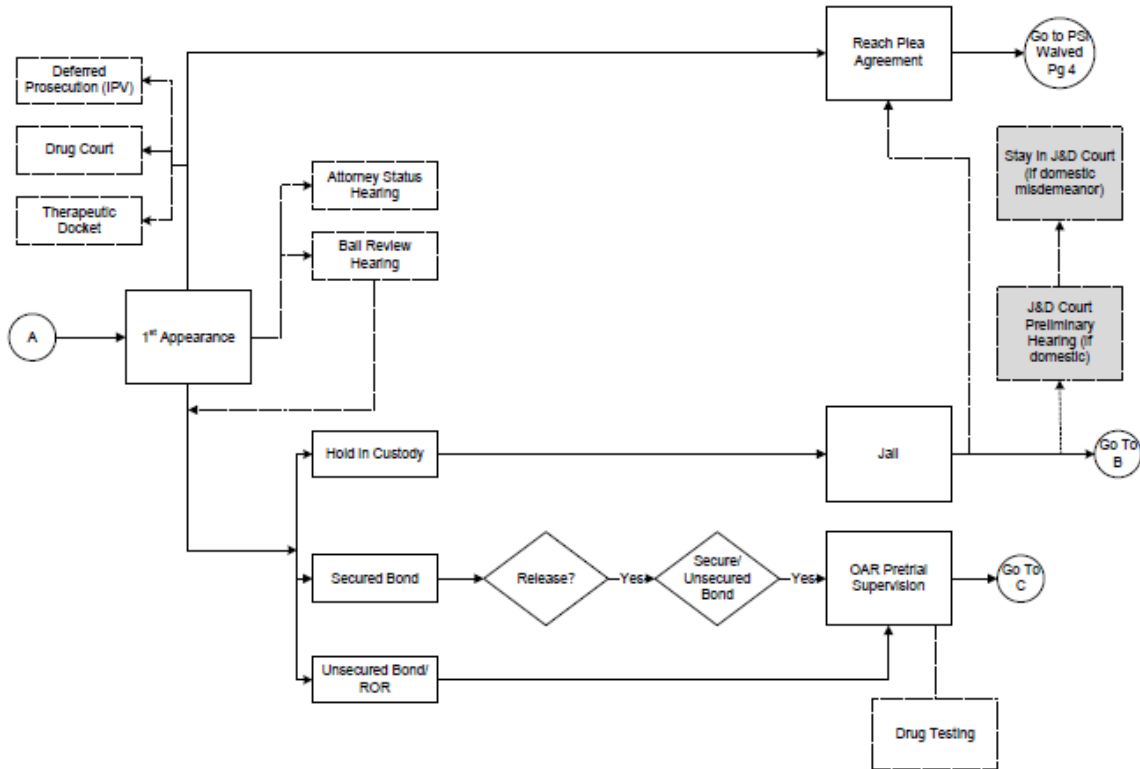 Deferred
Prosecution (IPV)
Drug Court
Therapeutic
Docket
Attorney Status
Hearing
Bail Review
Hearing
A
1st Appearance
Reach Plea
Agreement
Go to PSI
Waived
Pg 4
Stay in J&D Court
(if domestic
misdemeanor)
J&D Court
Preliminary
Hearing (if
domestic)
Hold in Custody
Jail
Go To
B
Secured Bond
Release?
Yes
Secure/
Unsecured
Bond
Yes
OAR Pretrial
Supervision
Go To
C
Unsecured Bond/
ROR
Drug Testing